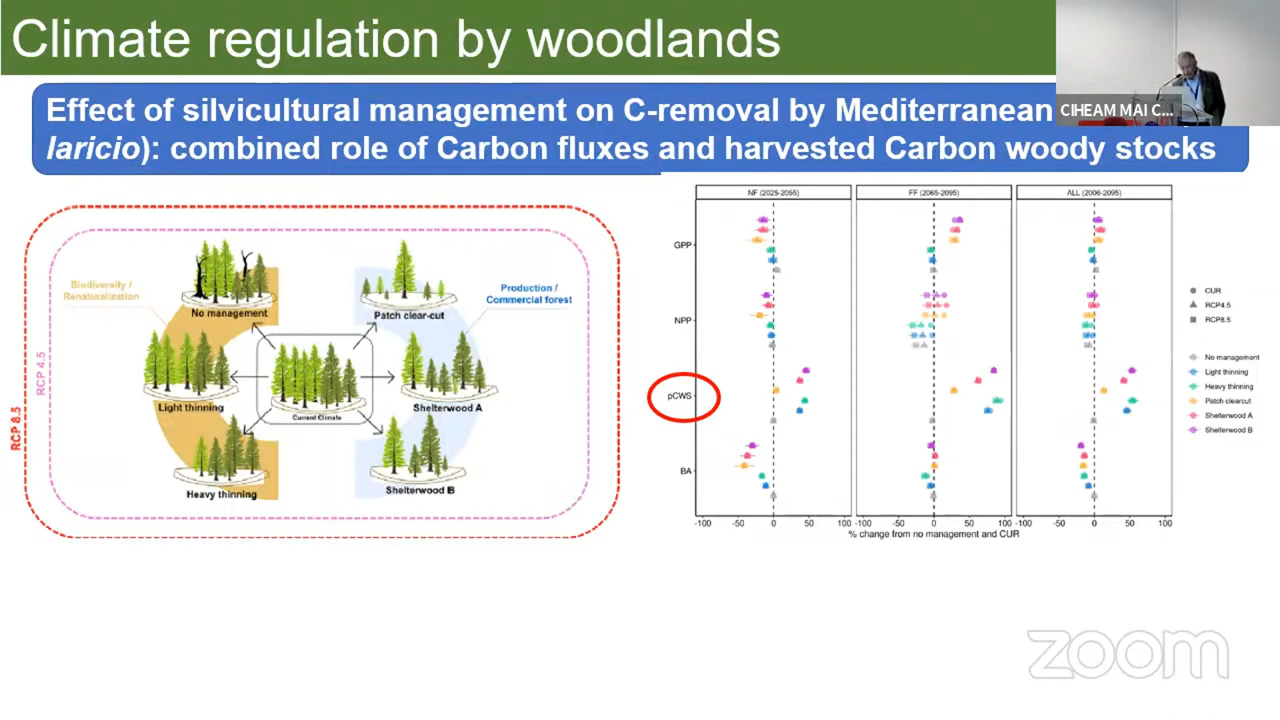 Climate regulation by woodlands
CIHEAM MAI C...
Effect of silvicultural management on C-removal by Mediterranean
laricio): combined role of Carbon fluxes and harvested Carbon woody stocks
RCP 8.5
RCP 4.5
Biodiversity /
Renaturalization
No management
Patch clear-cut
Production /
Commercial forest
Light thinning
Current Climate
Shelterwood A
Heavy thinning
Shelterwood B
NF (2025-2055)
FF (2065-2095)
ALL (2006-2095)
GPP
NPP
pCWS
BA
-100 -50 0 50 100
-100 -50 0 50 100
-100 -50 0 50 100
% change from no management and CUR
CUR
RCP4.5
RCP8.5
No management
Light thinning
Heavy thinning
Patch clearcut
Shelterwood A
Shelterwood B
zoom